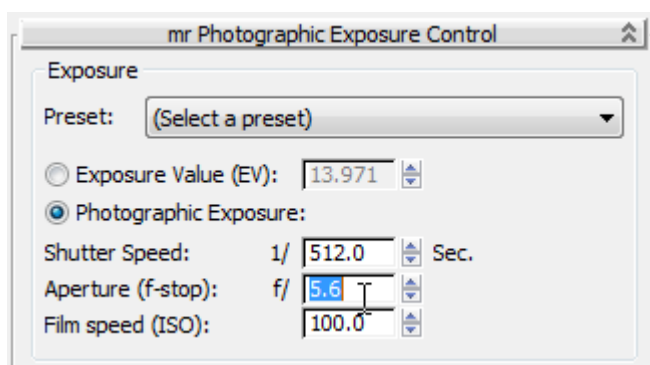 mr Photographic Exposure Control
Exposure
Preset: (Select a preset)
Exposure Value (EV): 13.971
Photographic Exposure:
Shutter Speed: 1/ 512.0 Sec.
Aperture (f-stop): f/ 5.6
Film speed (ISO): 100.0